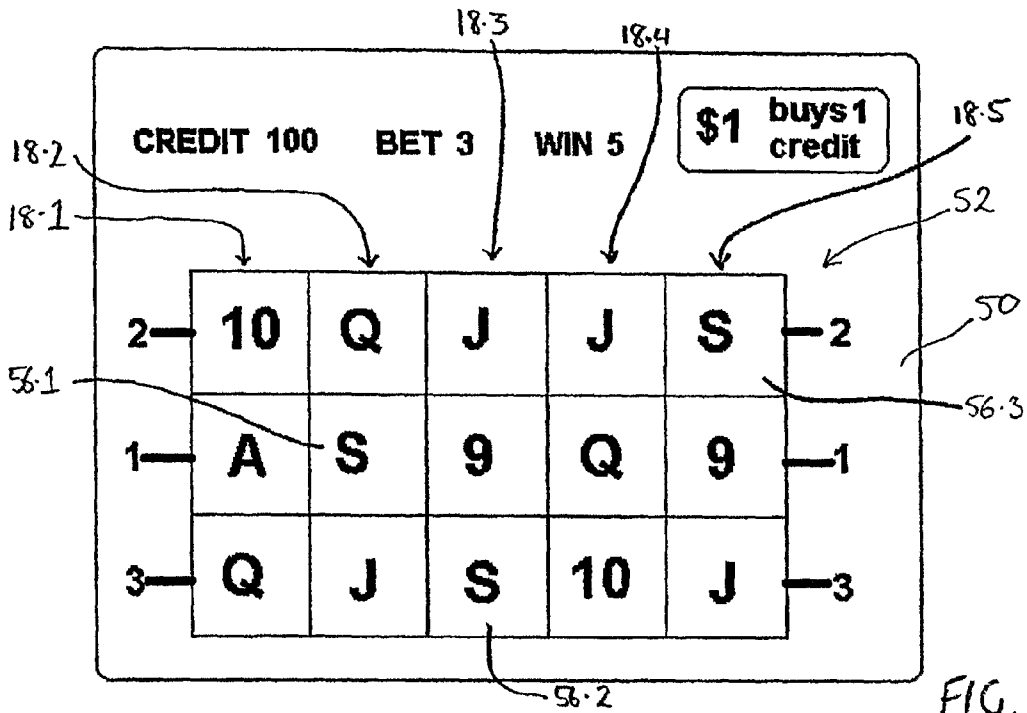 18.3
18.4
18.5
18.2
18.1
CREDIT 100 BET 3 WIN 5
$1 buys 1 credit
52
50
2 10 Q J J S 2
56.1
56.3
1 A S 9 Q 9 1
3 Q J S 10 J 3
56.2
FIG.